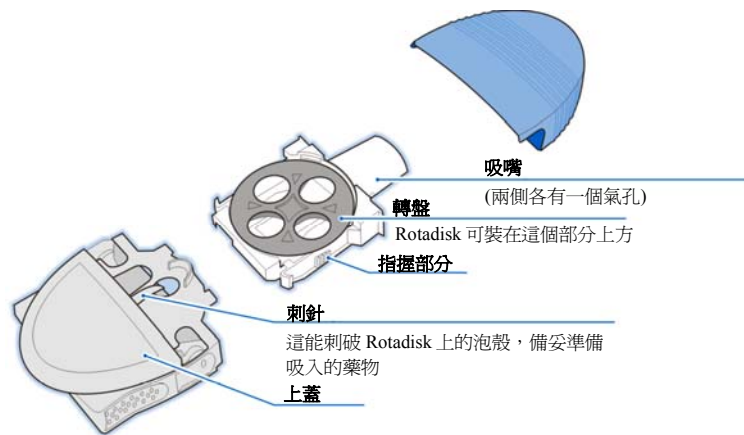 吸嘴
(兩側各有一個氣孔)
轉盤
Rotadisk 可裝在這個部分上方
指握部分
刺針
這能刺破 Rotadisk 上的泡殼，備妥準備
吸入的藥物
上蓋